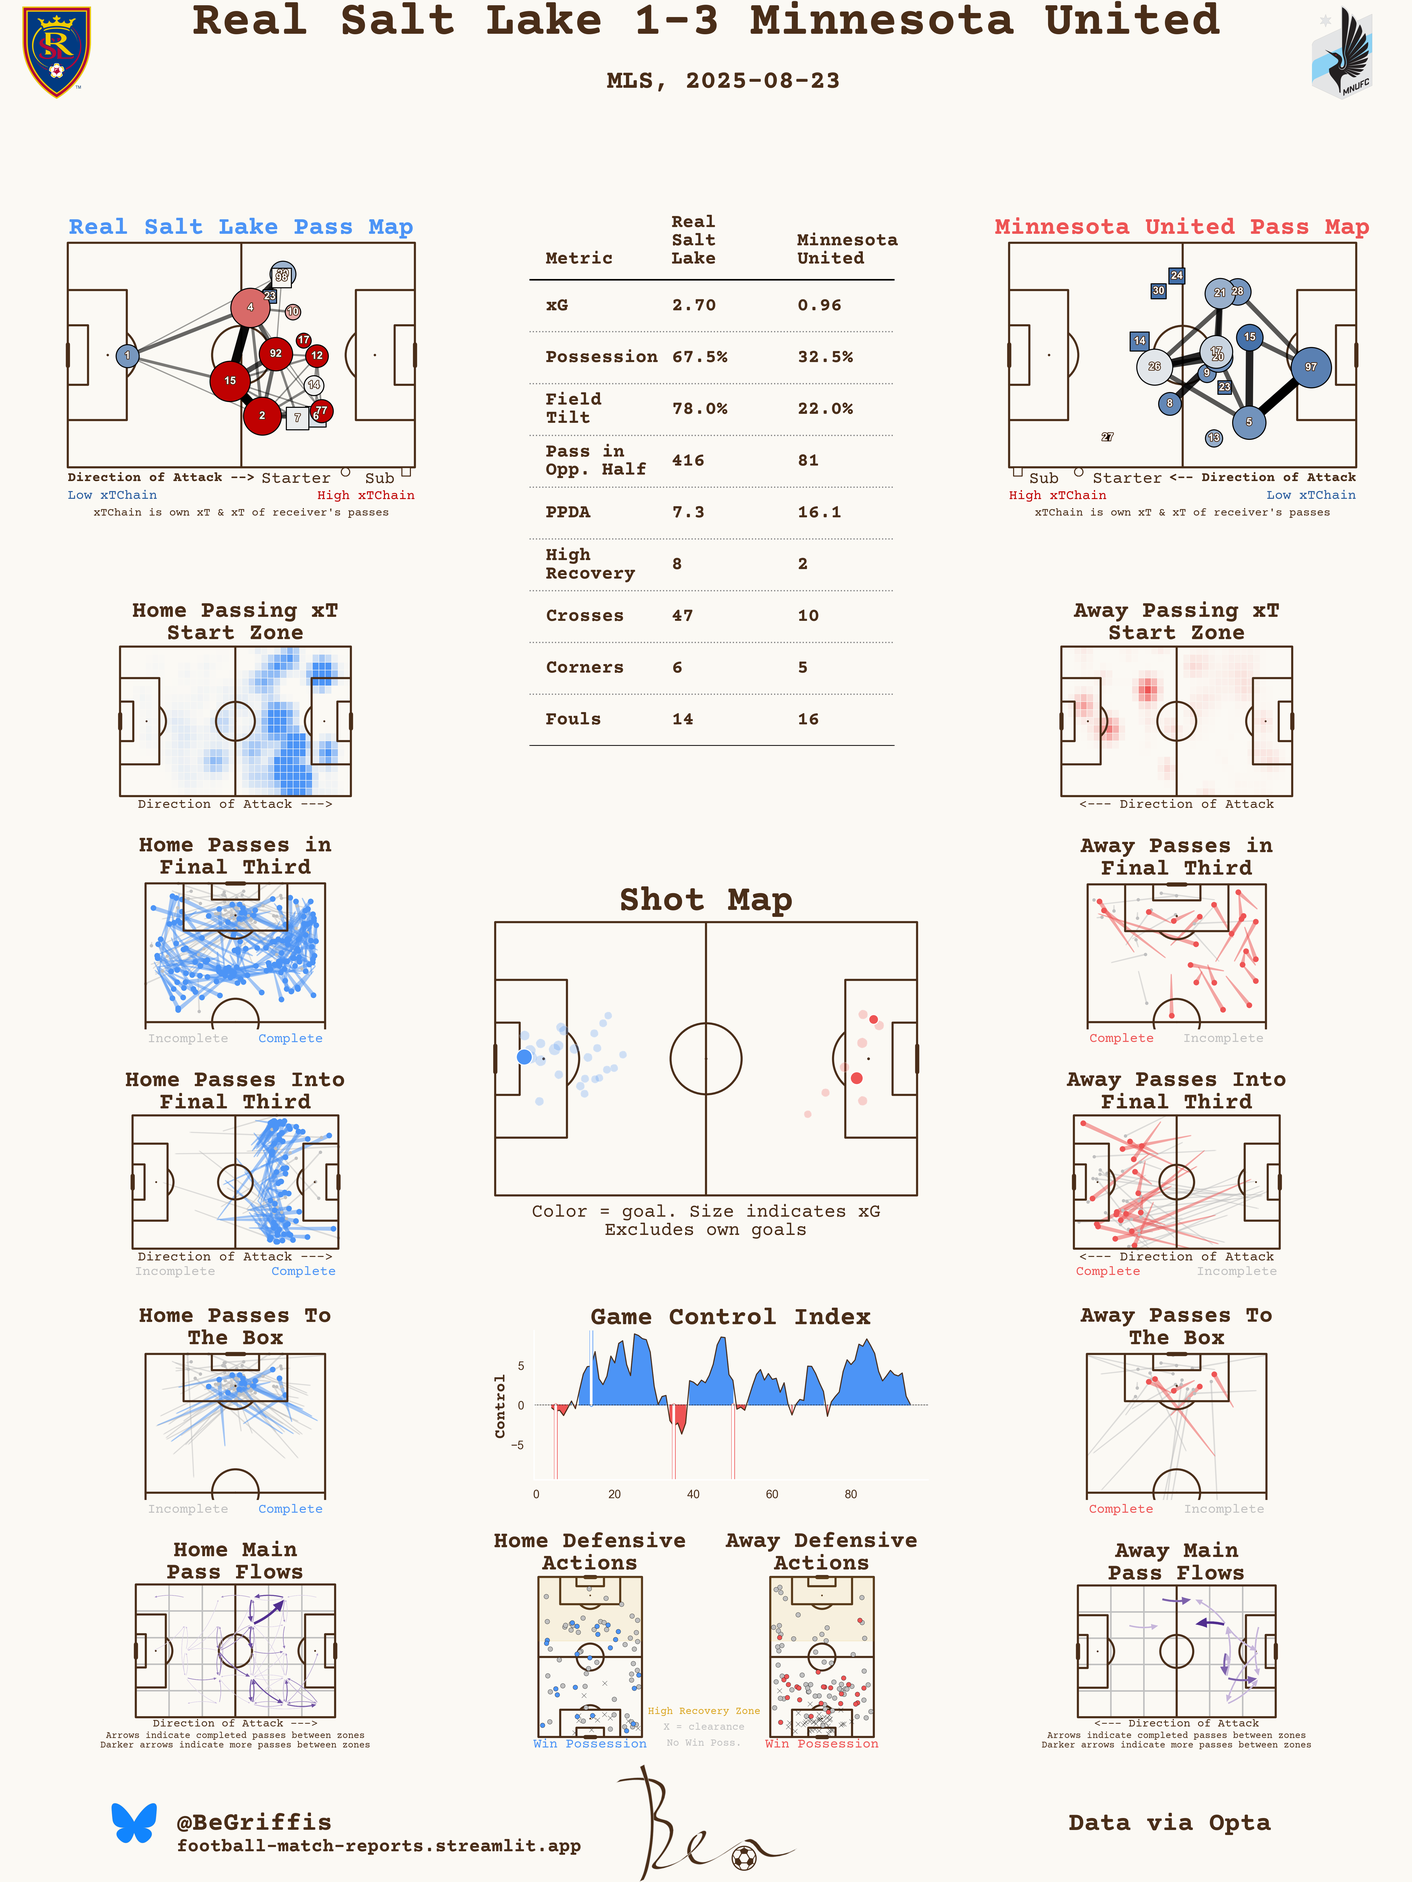 Real Salt Lake 1-3 Minnesota United
MLS, 2025-08-23
RSL
TM
MNUFC
Real Salt Lake Pass Map
98
23
4
10
17
1
92
12
15
14
2
7
6
77
Direction of Attack --> Starter Sub
Low xTChain High xTChain
xTChain is own xT & xT of receiver's passes
Metric Real Salt Lake Minnesota United
xG 2.70 0.96
Possession 67.5% 32.5%
Field Tilt 78.0% 22.0%
Pass in Opp. Half 416 81
PPDA 7.3 16.1
High Recovery 8 2
Crosses 47 10
Corners 6 5
Fouls 14 16
Minnesota United Pass Map
24
30
21
28
14
15
17
20
26
9
97
23
8
5
27
13
Sub Starter <-- Direction of Attack
High xTChain Low xTChain
xTChain is own xT & xT of receiver's passes
Home Passing xT
Start Zone
Direction of Attack --->
Away Passing xT
Start Zone
<--- Direction of Attack
Home Passes in
Final Third
Incomplete Complete
Away Passes in
Final Third
Complete Incomplete
Shot Map
Color = goal. Size indicates xG
Excludes own goals
Home Passes Into
Final Third
Direction of Attack --->
Incomplete Complete
Away Passes Into
Final Third
<--- Direction of Attack
Complete Incomplete
Home Passes To
The Box
Incomplete Complete
Game Control Index
Control
5
0
−5
0 20 40 60 80
Away Passes To
The Box
Complete Incomplete
Home Main
Pass Flows
Direction of Attack --->
Arrows indicate completed passes between zones
Darker arrows indicate more passes between zones
Home Defensive
Actions
Win Possession
Away Defensive
Actions
Win Possession
High Recovery Zone
X = clearance
No Win Poss.
Away Main
Pass Flows
<--- Direction of Attack
Arrows indicate completed passes between zones
Darker arrows indicate more passes between zones
@BeGriffis
football-match-reports.streamlit.app
Ben
Data via Opta